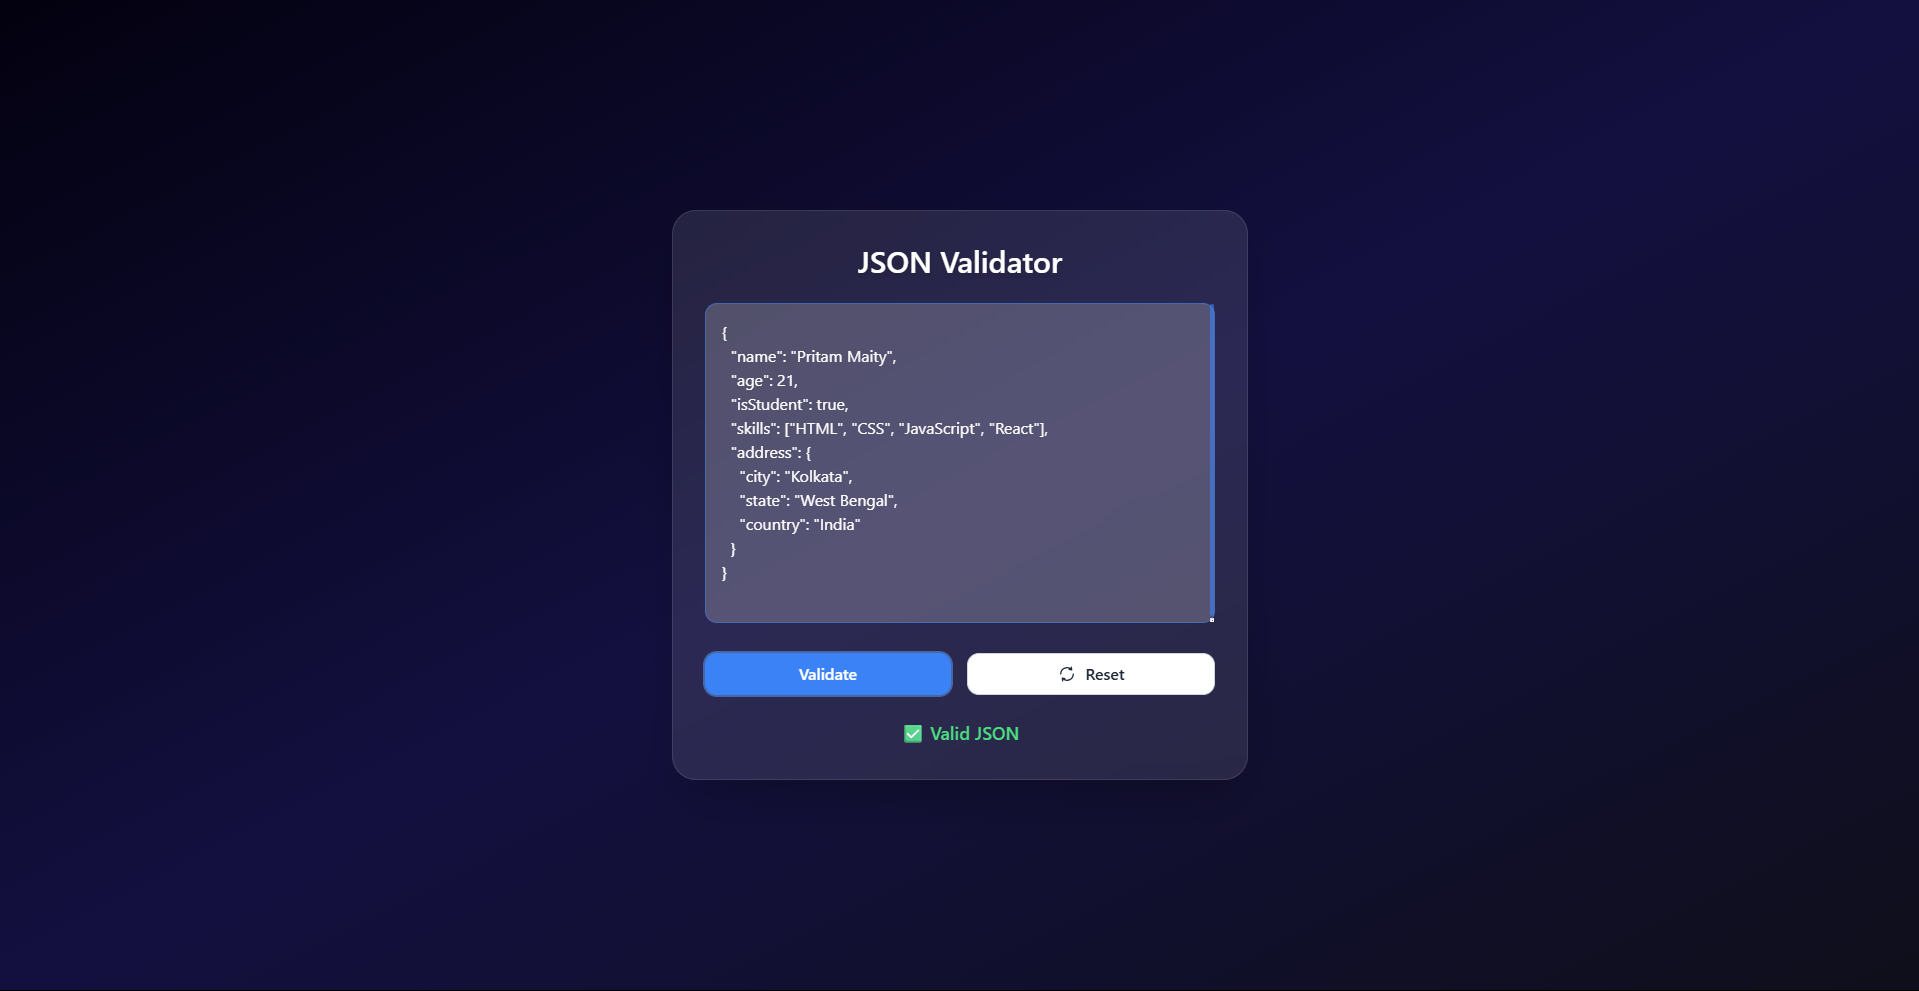 JSON Validator
{
  "name": "Pritam Maity",
  "age": 21,
  "isStudent": true,
  "skills": ["HTML", "CSS", "JavaScript", "React"],
  "address": {
    "city": "Kolkata",
    "state": "West Bengal",
    "country": "India"
  }
}
Validate Reset
✅ Valid JSON